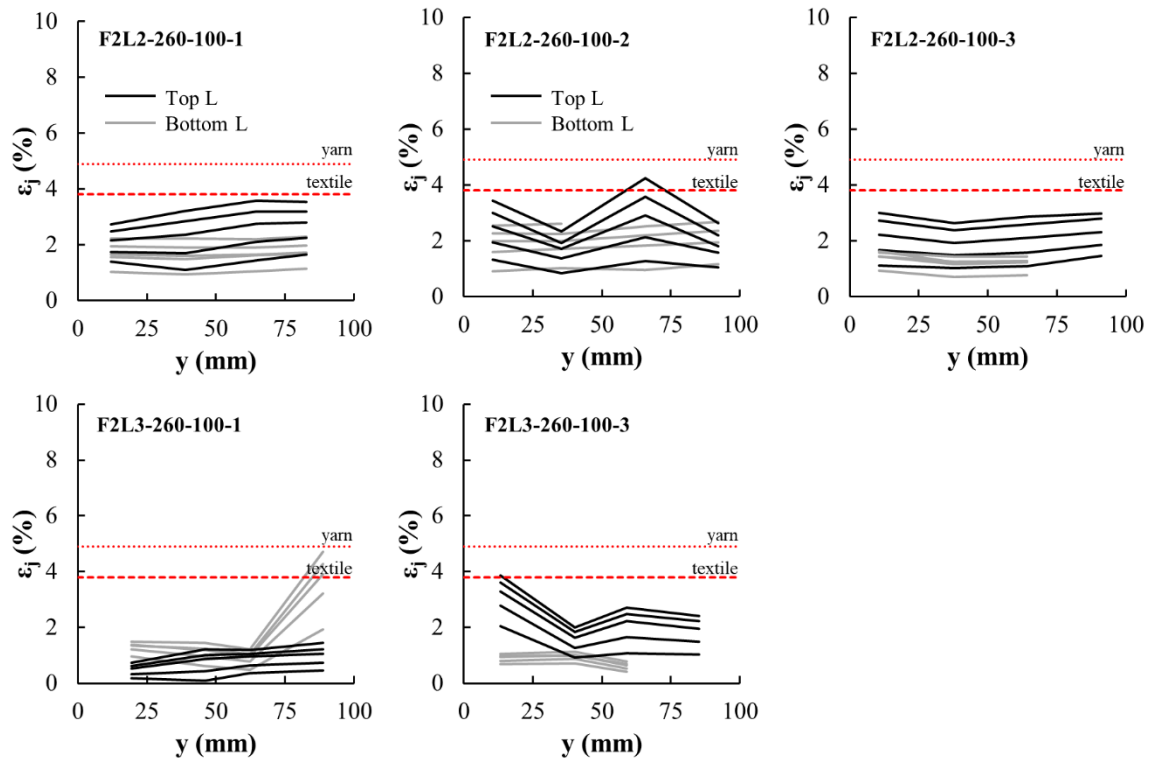 F2L2-260-100-1
Top L
Bottom L
yarn
textile
εj (%)
10
8
6
4
2
0
0 25 50 75 100
y (mm)
F2L2-260-100-2
Top L
Bottom L
yarn
textile
εj (%)
10
8
6
4
2
0
0 25 50 75 100
y (mm)
F2L2-260-100-3
yarn
textile
εj (%)
10
8
6
4
2
0
0 25 50 75 100
y (mm)
F2L3-260-100-1
yarn
textile
εj (%)
10
8
6
4
2
0
0 25 50 75 100
y (mm)
F2L3-260-100-3
yarn
textile
εj (%)
10
8
6
4
2
0
0 25 50 75 100
y (mm)